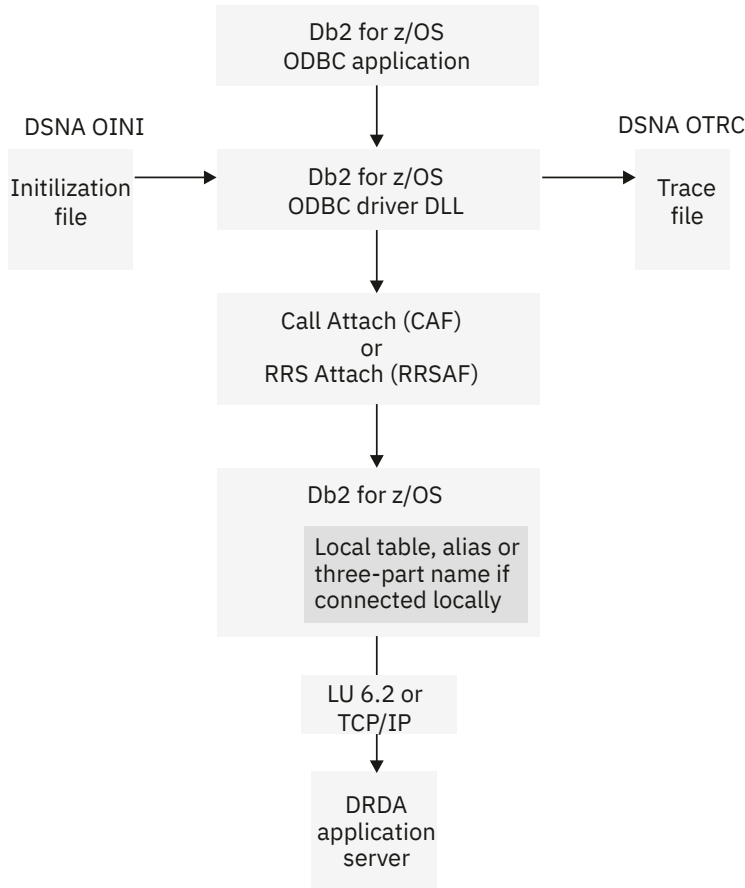 Db2 for z/OS
ODBC application
DSNA OINI
DSNA OTRC
Initilization
file
Db2 for z/OS
ODBC driver DLL
Trace
file
Call Attach (CAF)
or
RRS Attach (RRSAF)
Db2 for z/OS
Local table, alias or
three-part name if
connected locally
LU 6.2 or
TCP/IP
DRDA
application
server